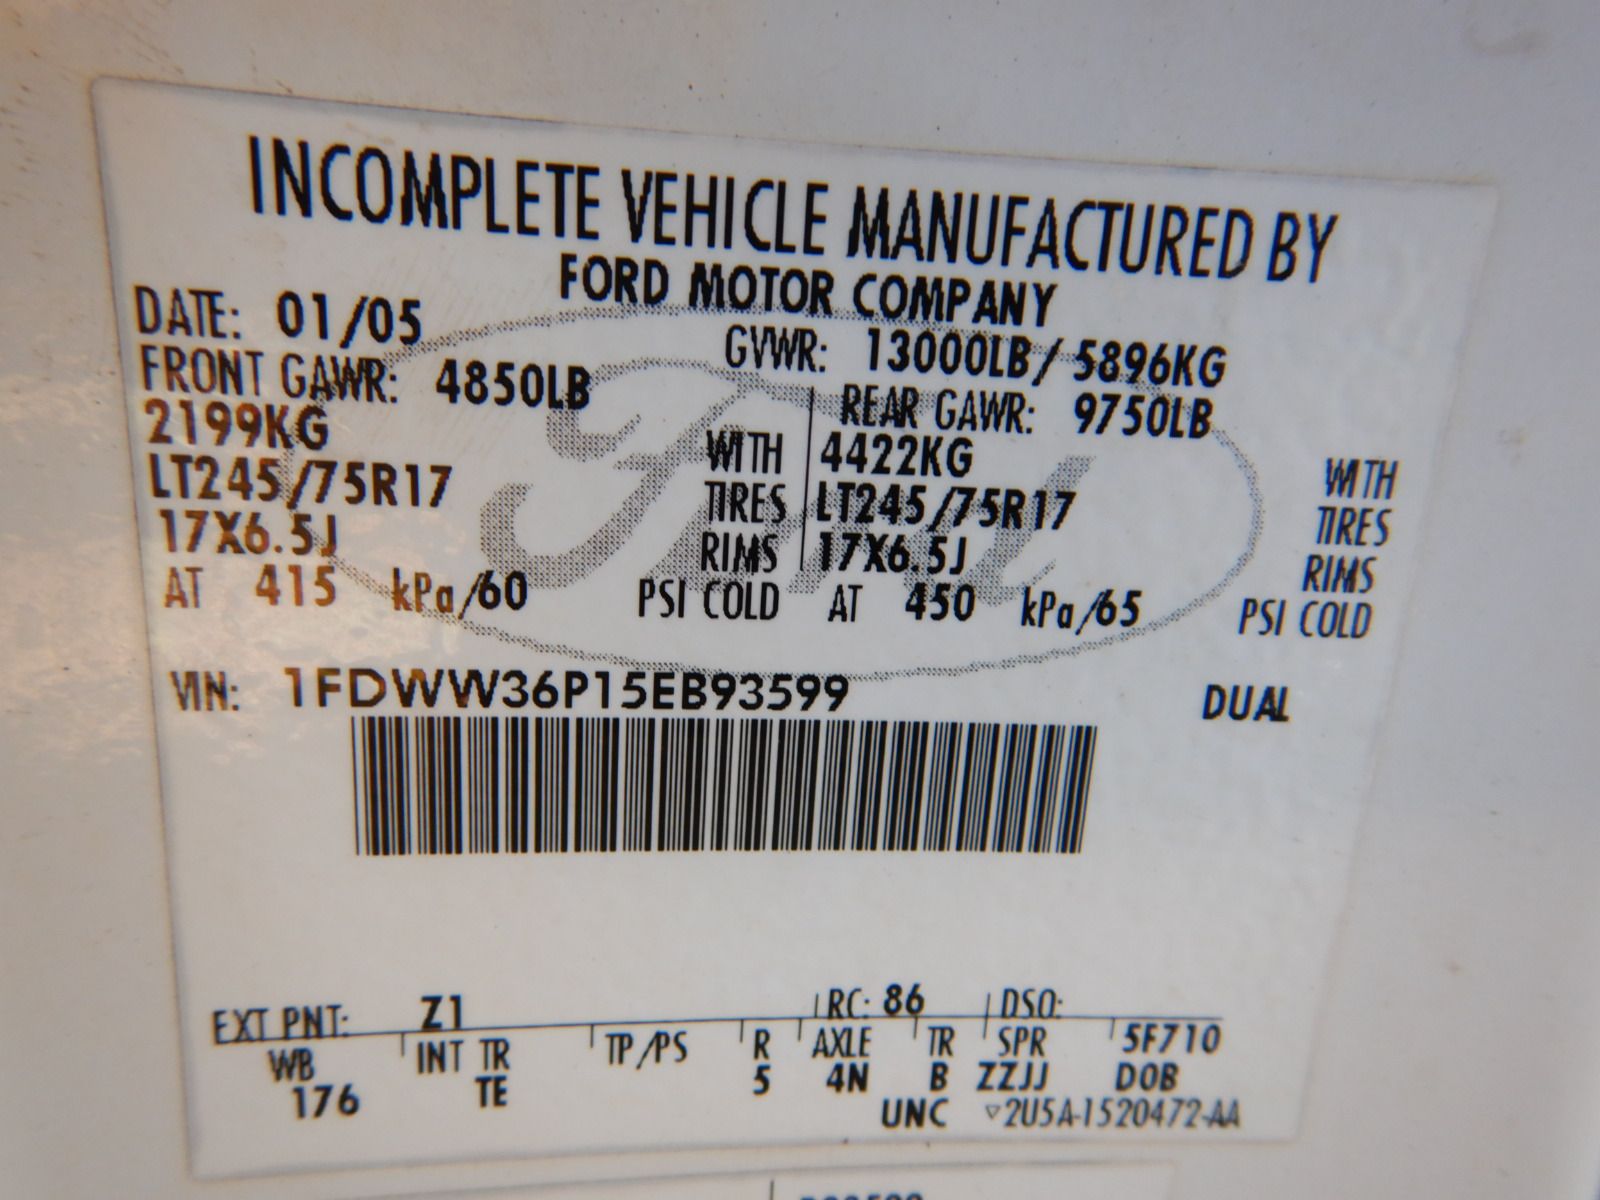 INCOMPLETE VEHICLE MANUFACTURED BY
FORD MOTOR COMPANY
DATE: 01/05
GVWR: 13000LB/ 5896KG
FRONT GAWR: 4850LB
REAR GAWR: 9750LB
2199KG WITH 4422KG WITH
LT245/75R17 TIRES LT245/75R17 TIRES
17X6.5J RIMS 17X6.5J RIMS
AT 415 kPa/60 PSI COLD AT 450 kPa/65 PSI COLD
VIN: 1FDWW36P15EB93599 DUAL
EXT PNT: Z1 RC: 86 DSO:
WB INT TR TP/PS R AXLE TR SPR 5F710
176 TE 5 4N B ZZJJ DOB
UNC ▽2U5A-1520472-AA
Ford